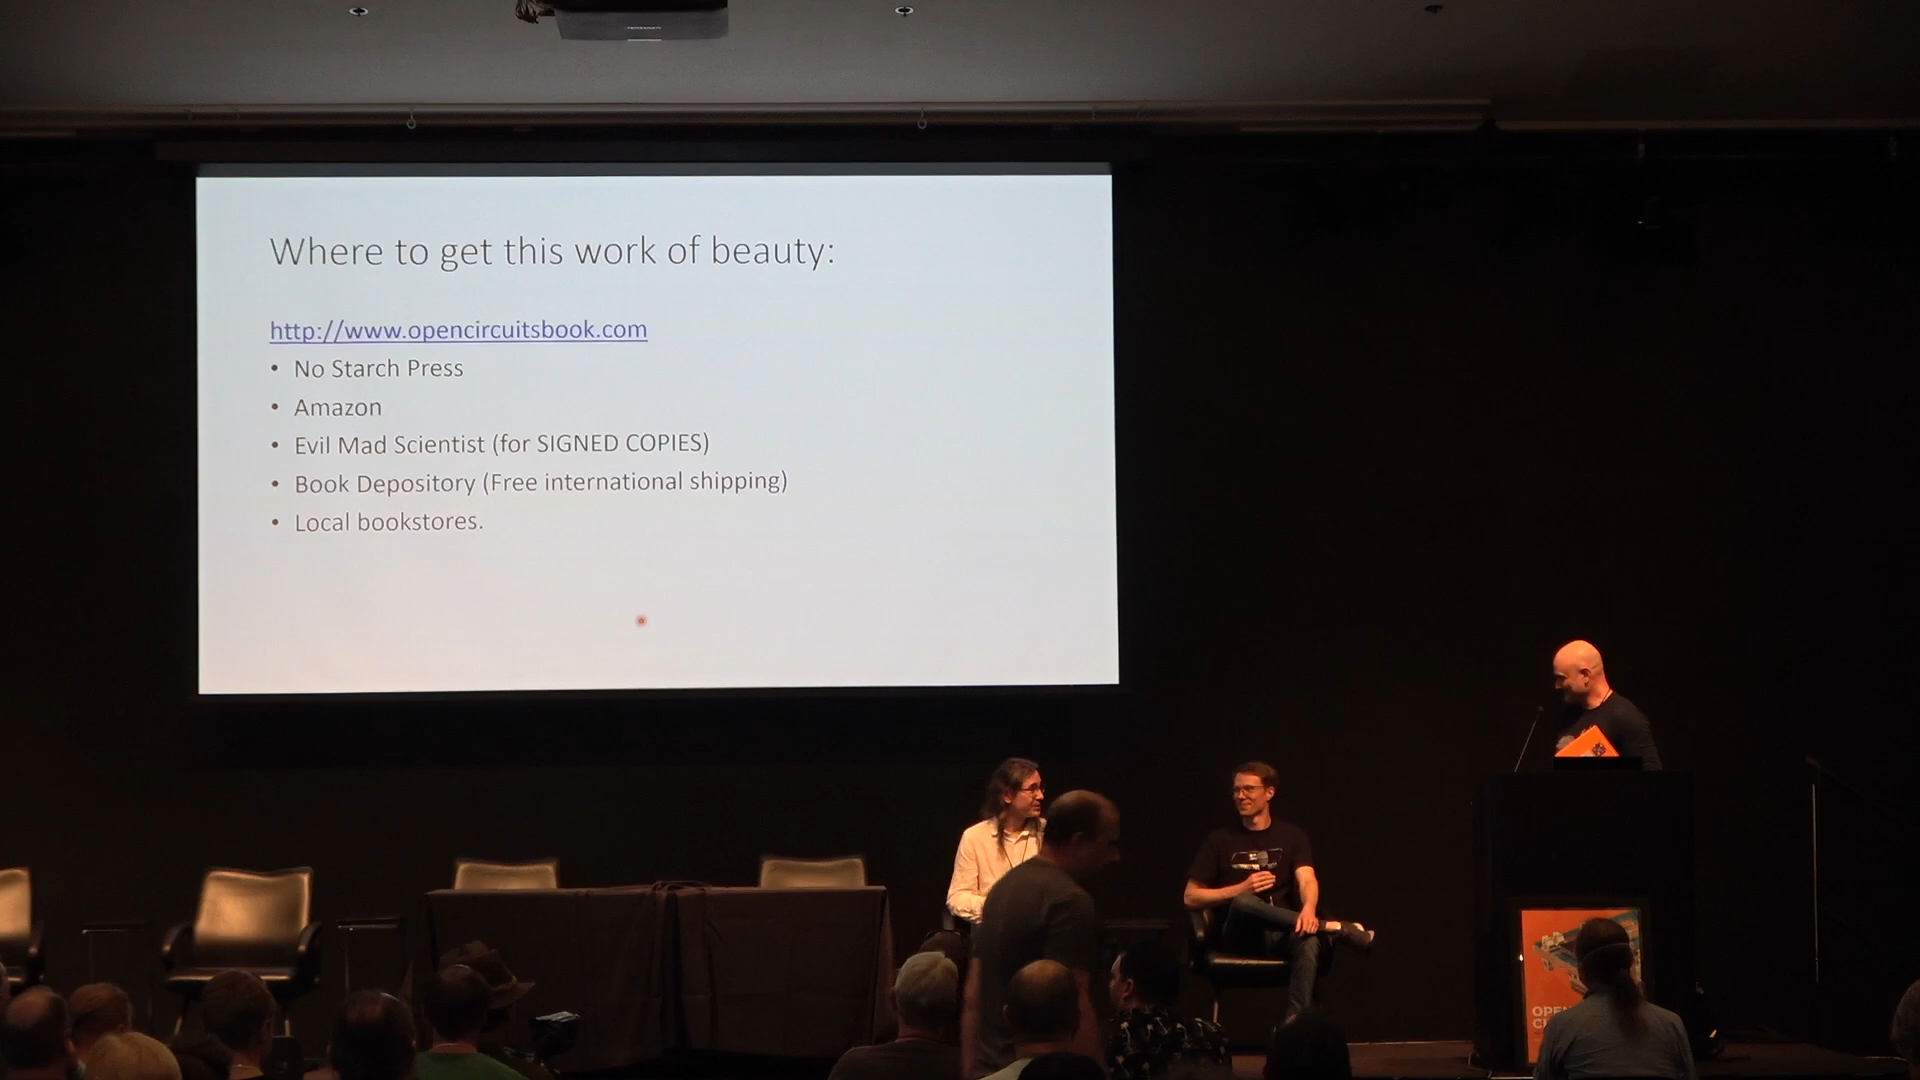 Where to get this work of beauty:
http://www.opencircuitsbook.com
• No Starch Press
• Amazon
• Evil Mad Scientist (for SIGNED COPIES)
• Book Depository (Free international shipping)
• Local bookstores.
OPEN